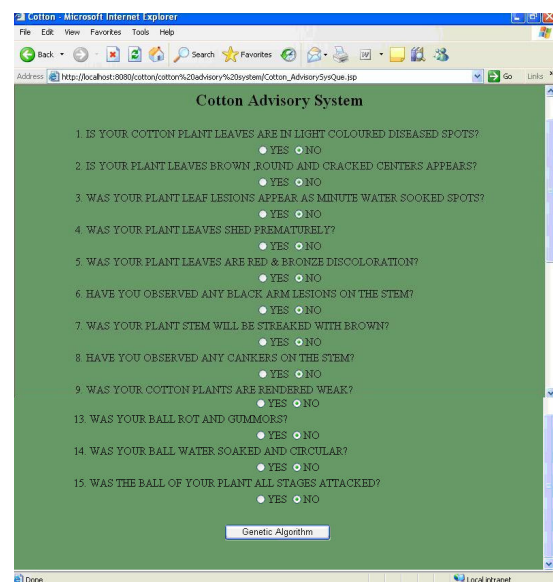 Cotton - Microsoft Internet Explorer
File Edit View Favorites Tools Help
Back Search Favorites
Address http://localhost:8080/cotton/cotton%20advisory%20system/Cotton_AdvisorySysQue.jsp Go Links
Cotton Advisory System
1. IS YOUR COTTON PLANT LEAVES ARE IN LIGHT COLOURED DISEASED SPOTS?
YES NO
2. IS YOUR PLANT LEAVES BROWN ,ROUND AND CRACKED CENTERS APPEARS?
YES NO
3. WAS YOUR PLANT LEAF LESIONS APPEAR AS MINUTE WATER SOOKED SPOTS?
YES NO
4. WAS YOUR PLANT LEAVES SHED PREMATURELY?
YES NO
5. WAS YOUR PLANT LEAVES ARE RED & BRONZE DISCOLORATION?
YES NO
6. HAVE YOU OBSERVED ANY BLACK ARM LESIONS ON THE STEM?
YES NO
7. WAS YOUR PLANT STEM WILL BE STREAKED WITH BROWN?
YES NO
8. HAVE YOU OBSERVED ANY CANKERS ON THE STEM?
YES NO
9. WAS YOUR COTTON PLANTS ARE RENDERED WEAK?
YES NO
13. WAS YOUR BALL ROT AND GUMMORS?
YES NO
14. WAS YOUR BALL WATER SOAKED AND CIRCULAR?
YES NO
15. WAS THE BALL OF YOUR PLANT ALL STAGES ATTACKED?
YES NO
Genetic Algorithm
Done Local intranet